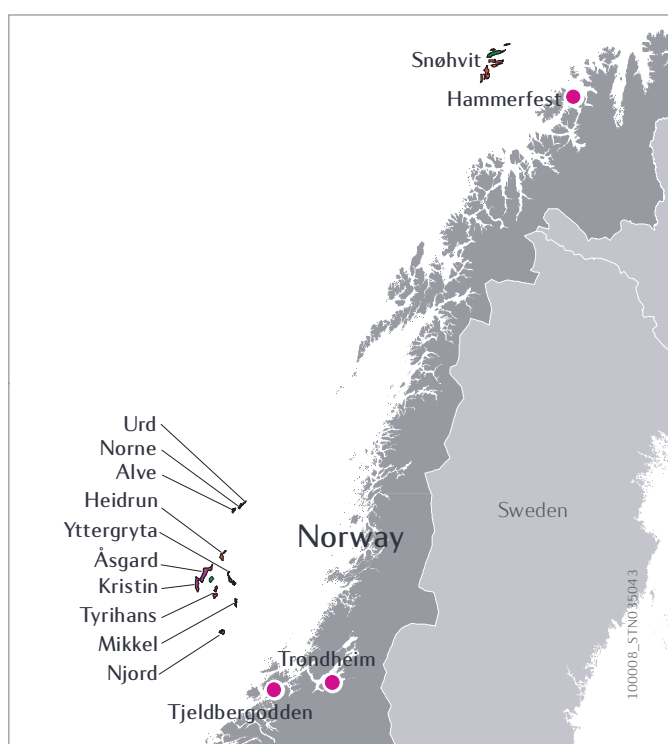 Snøhvit
Hammerfest
Urd
Norne
Alve
Heidrun
Yttergryta
Åsgard
Kristin
Tyrihans
Mikkel
Njord
Norway
Sweden
Trondheim
Tjeldbergodden
100008_STN035043